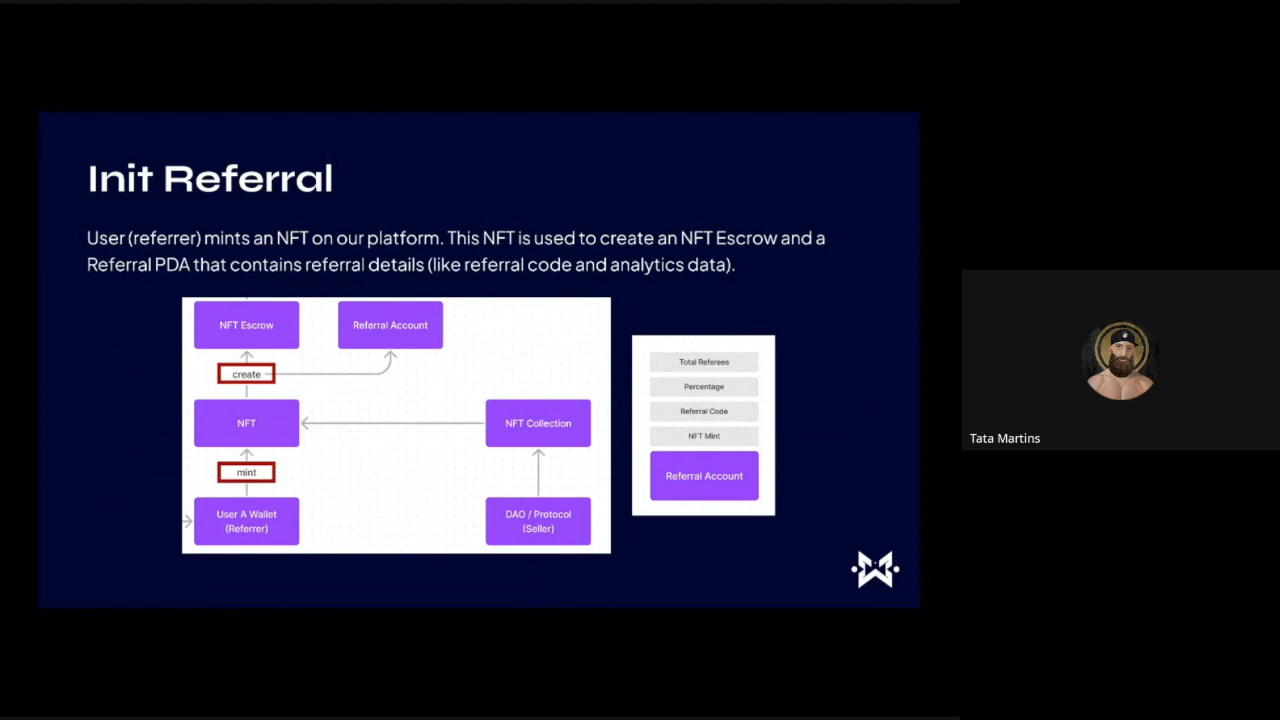 Init Referral
User (referrer) mints an NFT on our platform. This NFT is used to create an NFT Escrow and a
Referral PDA that contains referral details (like referral code and analytics data).
NFT Escrow
Referral Account
create
NFT
NFT Collection
mint
User A Wallet
(Referrer)
DAO / Protocol
(Seller)
Total Referees
Percentage
Referral Code
NFT Mint
Referral Account
Tata Martins